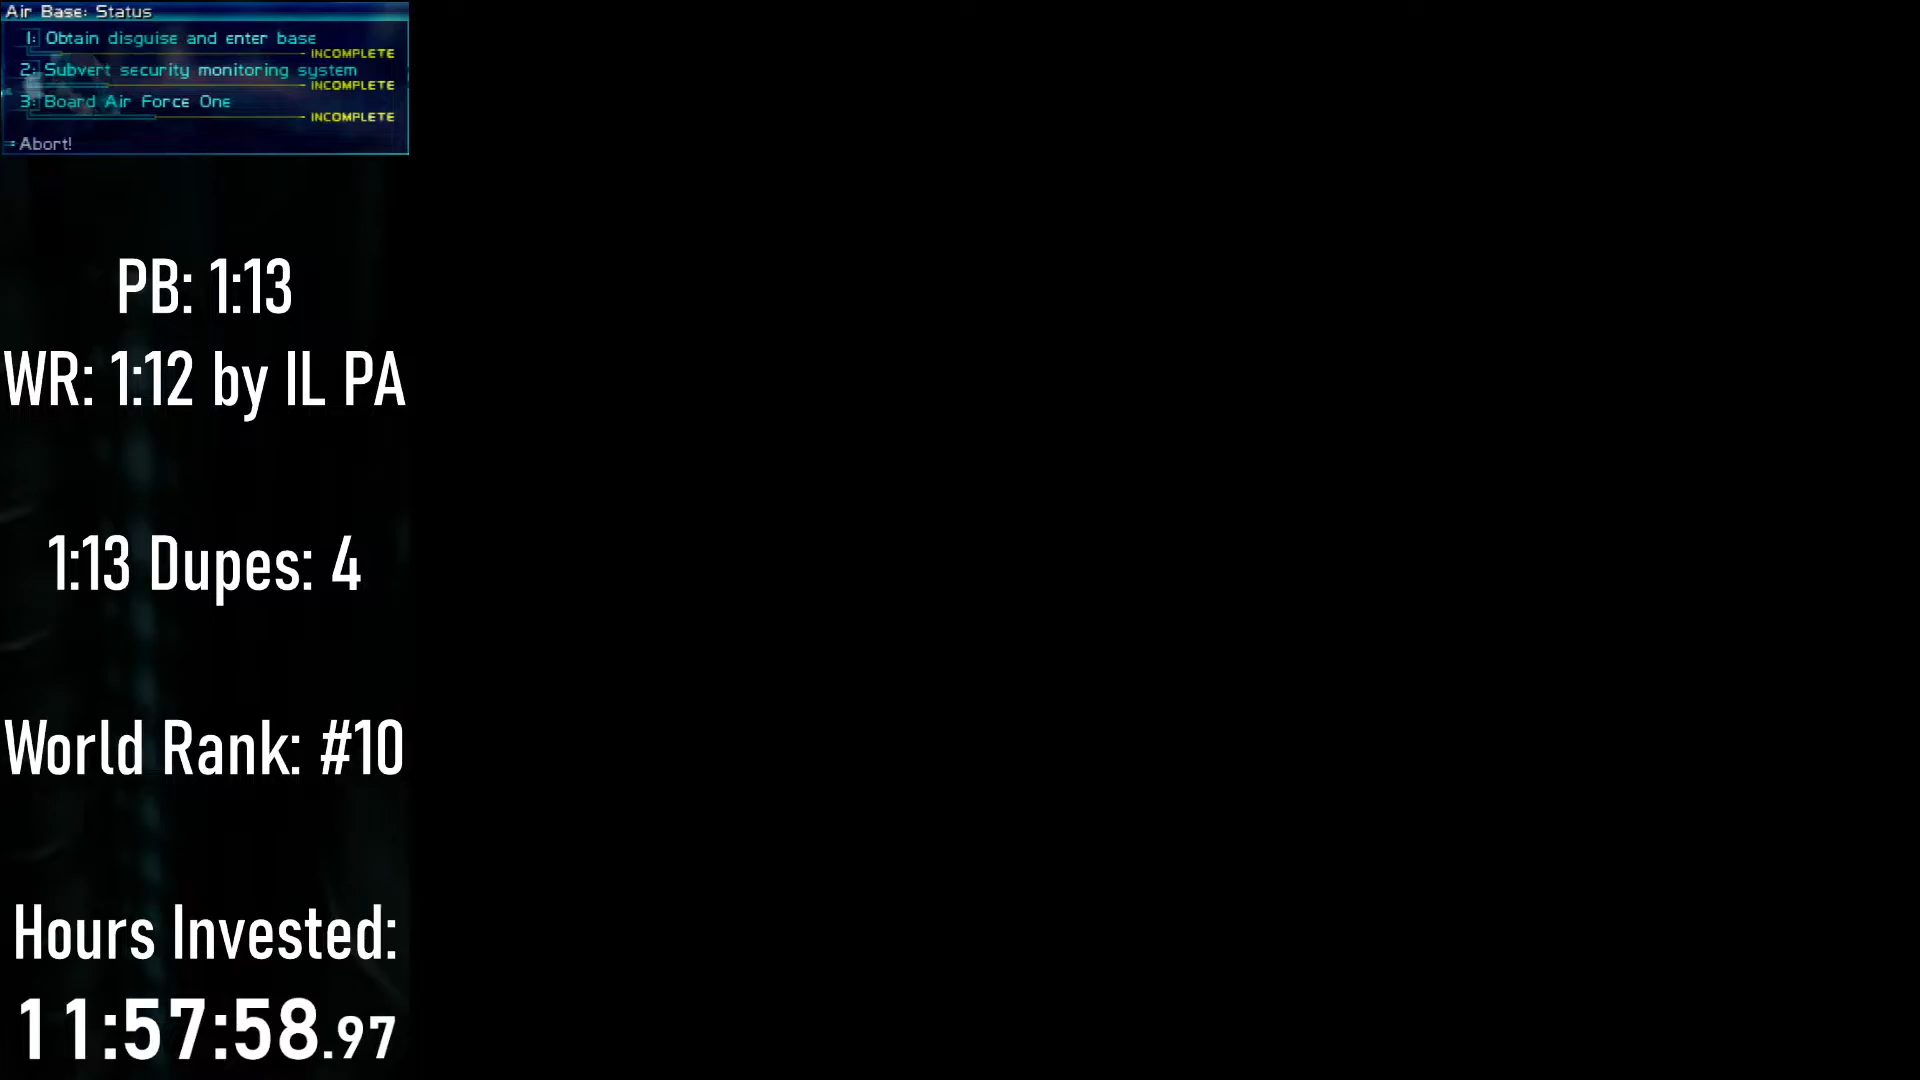 Air Base: Status
1: Obtain disguise and enter base
INCOMPLETE
2: Subvert security monitoring system
INCOMPLETE
3: Board Air Force One
INCOMPLETE
Abort!
PB: 1:13
WR: 1:12 by IL PA
1:13 Dupes: 4
World Rank: #10
Hours Invested:
11:57:58.97